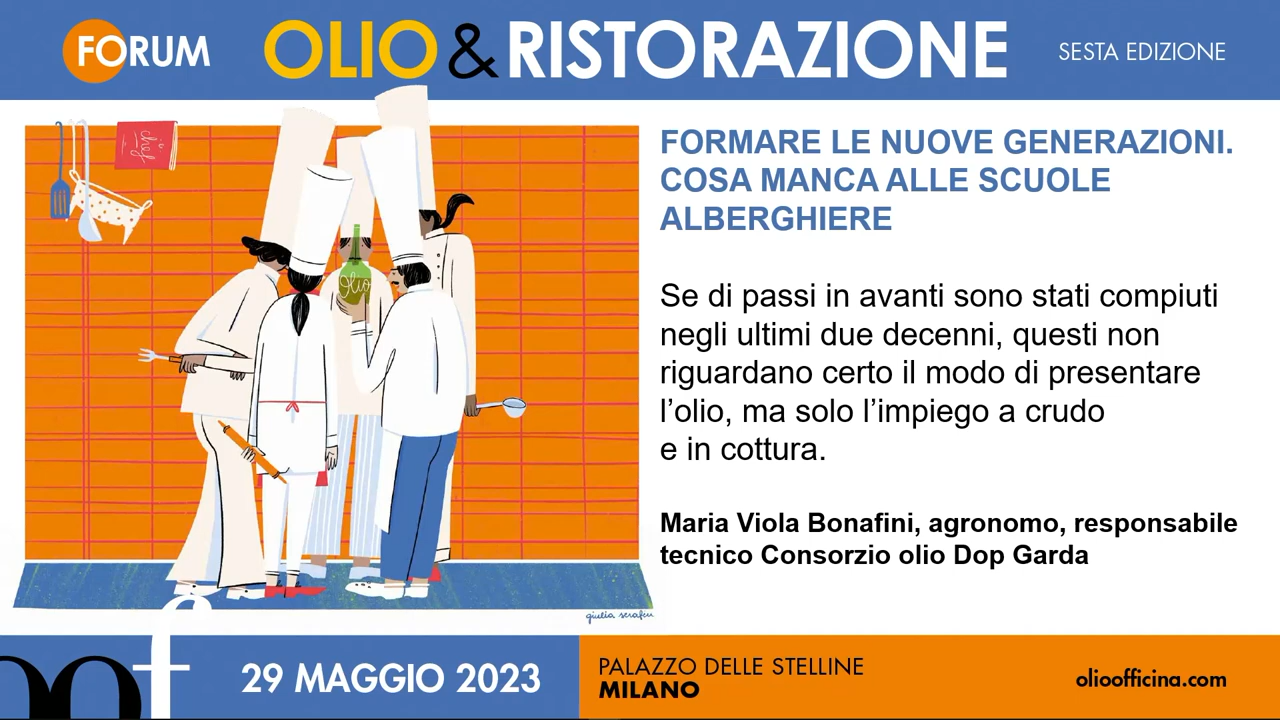 FORUM OLIO & RISTORAZIONE SESTA EDIZIONE
chef
Olio
FORMARE LE NUOVE GENERAZIONI.
COSA MANCA ALLE SCUOLE
ALBERGHIERE
Se di passi in avanti sono stati compiuti
negli ultimi due decenni, questi non
riguardano certo il modo di presentare
l’olio, ma solo l’impiego a crudo
e in cottura.
Maria Viola Bonafini, agronomo, responsabile
tecnico Consorzio olio Dop Garda
giulia serafin
oof
29 MAGGIO 2023
PALAZZO DELLE STELLINE
MILANO
olioofficina.com